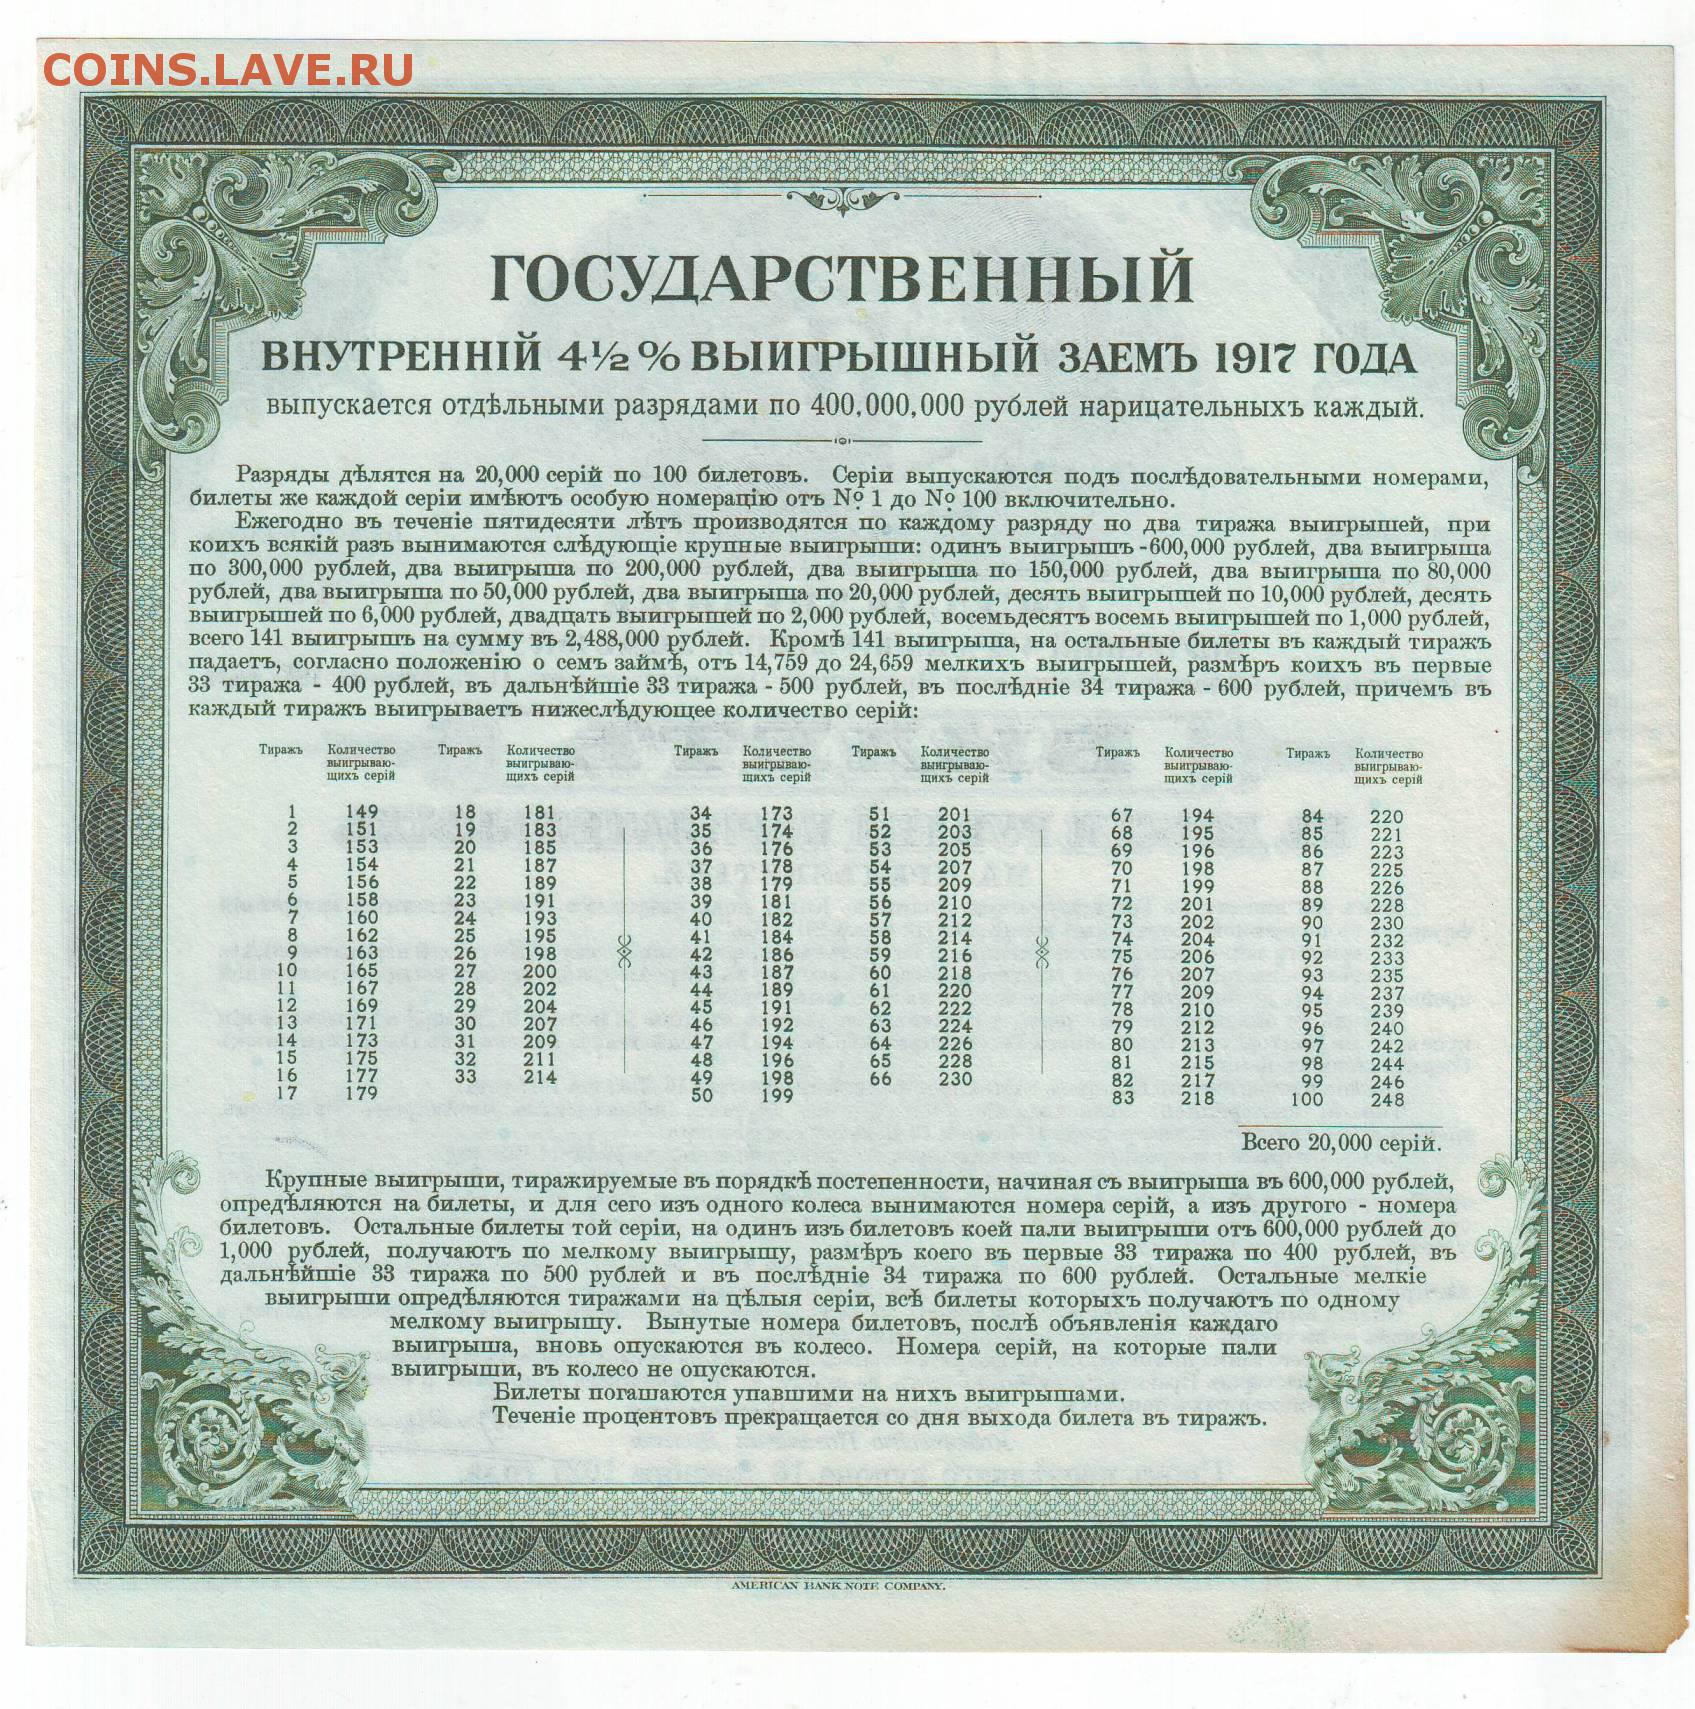 COINS.LAVE.RU
ГОСУДАРСТВЕННЫЙ
ВНУТРЕННІЙ 4½% ВЫИГРЫШНЫЙ ЗАЕМЪ 1917 ГОДА
выпускается отдѣльными разрядами по 400,000,000 рублей нарицательныхъ каждый.
Разряды дѣлятся на 20,000 серій по 100 билетовъ. Серіи выпускаются подъ послѣдовательными номерами,
билеты же каждой серіи имѣютъ особую номерацію отъ № 1 до № 100 включительно.
Ежегодно въ теченіе пятидесяти лѣтъ производятся по каждому разряду по два тиража выигрышей, при
коихъ всякій разъ вынимаются слѣдующіе крупные выигрыши: одинъ выигрышъ-600,000 рублей, два выигрыша
по 300,000 рублей, два выигрыша по 200,000 рублей, два выигрыша по 150,000 рублей, два выигрыша по 80,000
рублей, два выигрыша по 50,000 рублей, два выигрыша по 20,000 рублей, десять выигрышей по 10,000 рублей, десять
выигрышей по 6,000 рублей, двадцать выигрышей по 2,000 рублей, восемьдесятъ восемь выигрышей по 1,000 рублей,
всего 141 выигрышъ на сумму въ 2,488,000 рублей. Кромѣ 141 выигрыша, на остальные билеты въ каждый тиражъ
падаетъ, согласно положенію о семъ займѣ, отъ 14,759 до 24,659 мелкихъ выигрышей, размѣръ коихъ въ первые
33 тиража - 400 рублей, въ дальнѣйшіе 33 тиража - 500 рублей, въ послѣдніе 34 тиража - 600 рублей, причемъ въ
каждый тиражъ выигрываетъ нижеслѣдующее количество серій:
Тиражъ Количество Тиражъ Количество Тиражъ Количество Тиражъ Количество Тиражъ Количество Тиражъ Количество
выигрываю- выигрываю- выигрываю- выигрываю- выигрываю- выигрываю-
щихъ серій щихъ серій щихъ серій щихъ серій щихъ серій щихъ серій
1 149 18 181 34 173 51 201 67 194 84 220
2 151 19 183 35 174 52 203 68 195 85 221
3 153 20 185 36 176 53 205 69 196 86 223
4 154 21 187 37 178 54 207 70 198 87 225
5 156 22 189 38 179 55 209 71 199 88 226
6 158 23 191 39 181 56 210 72 201 89 228
7 160 24 193 40 182 57 212 73 202 90 230
8 162 25 195 41 184 58 214 74 204 91 232
9 163 26 198 42 186 59 216 75 206 92 233
10 165 27 200 43 187 60 218 76 207 93 235
11 167 28 202 44 189 61 220 77 209 94 237
12 169 29 204 45 191 62 222 78 210 95 239
13 171 30 207 46 192 63 224 79 212 96 240
14 173 31 209 47 194 64 226 80 213 97 242
15 175 32 211 48 196 65 228 81 215 98 244
16 177 33 214 49 198 66 230 82 217 99 246
17 179 50 199 83 218 100 248
Всего 20,000 серій.
Крупные выигрыши, тиражируемые въ порядкѣ постепенности, начиная съ выигрыша въ 600,000 рублей,
опредѣляются на билеты, и для сего изъ одного колеса вынимаются номера серій, а изъ другого - номера
билетовъ. Остальные билеты той серіи, на одинъ изъ билетовъ коей пали выигрыши отъ 600,000 рублей до
1,000 рублей, получаютъ по мелкому выигрышу, размѣръ коего въ первые 33 тиража по 400 рублей, въ
дальнѣйшіе 33 тиража по 500 рублей и въ послѣдніе 34 тиража по 600 рублей. Остальные мелкіе
выигрыши опредѣляются тиражами на цѣлыя серіи, всѣ билеты которыхъ получаютъ по одному
мелкому выигрышу. Вынутые номера билетовъ, послѣ объявленія каждаго
выигрыша, вновь опускаются въ колесо. Номера серій, на которые пали
выигрыши, въ колесо не опускаются.
Билеты погашаются упавшими на нихъ выигрышами.
Теченіе процентовъ прекращается со дня выхода билета въ тиражъ.
AMERICAN BANK NOTE COMPANY.